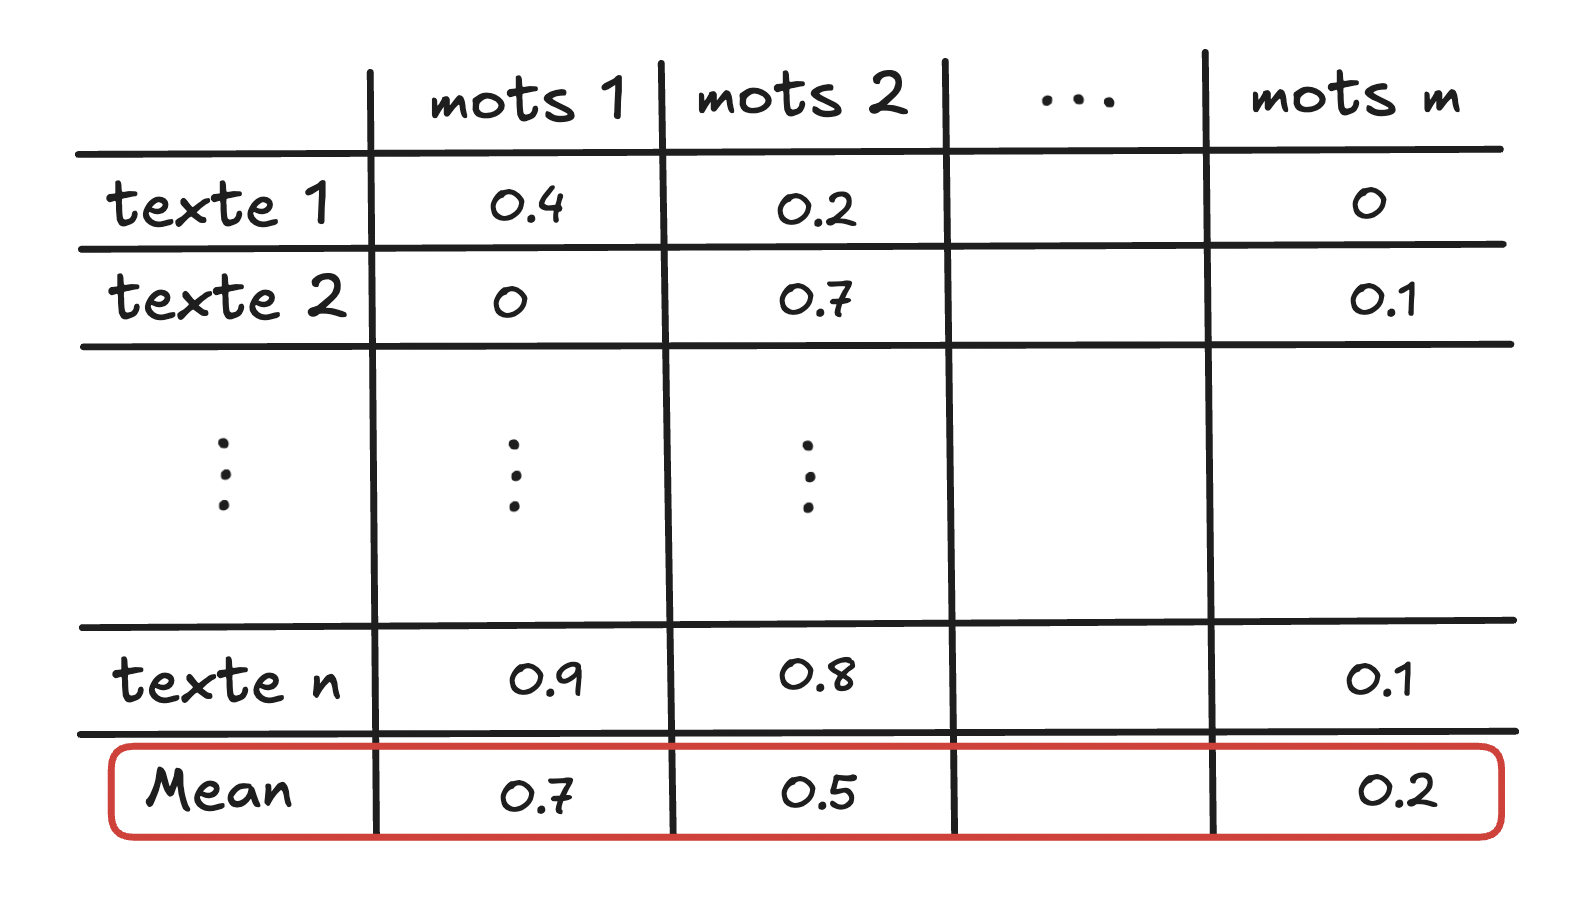 mots 1 mots 2 ... mots m
texte 1 0.4 0.2 0
texte 2 0 0.7 0.1
⋮ ⋮ ⋮
texte n 0.9 0.8 0.1
Mean 0.7 0.5 0.2